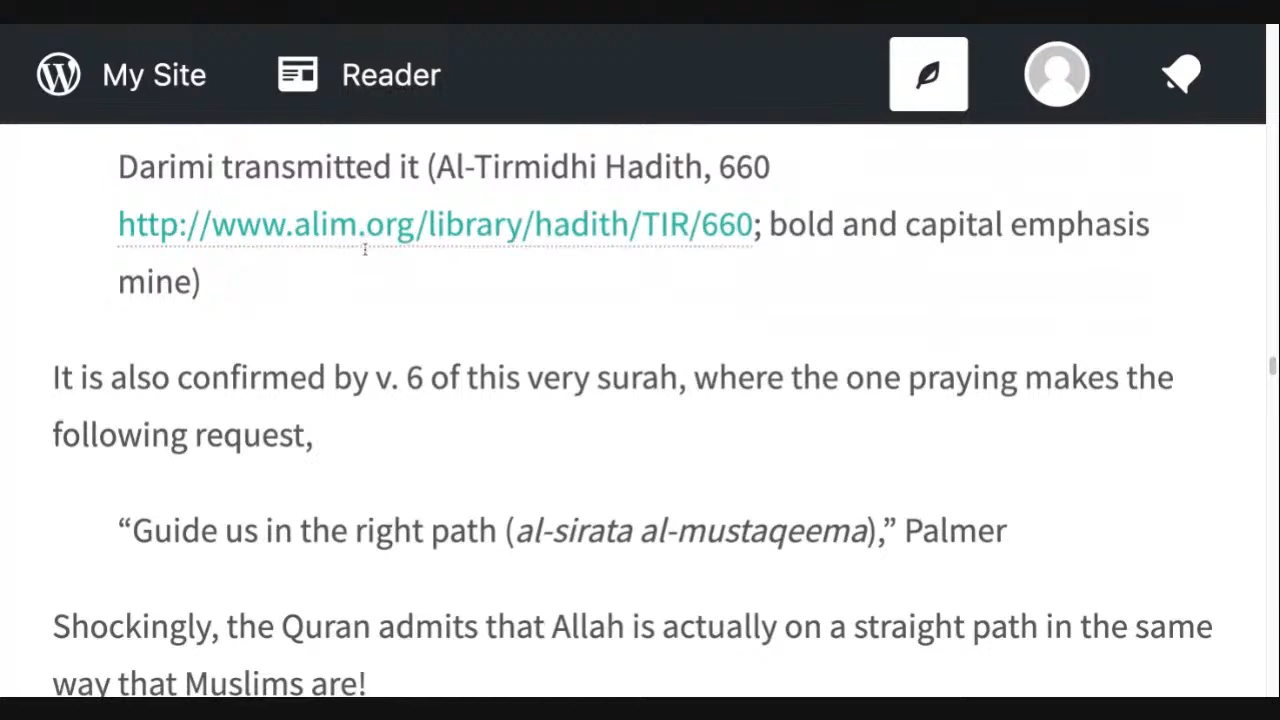 My Site Reader
Darimi transmitted it (Al-Tirmidhi Hadith, 660
http://www.alim.org/library/hadith/TIR/660; bold and capital emphasis
mine)
It is also confirmed by v. 6 of this very surah, where the one praying makes the
following request,
“Guide us in the right path (al-sirata al-mustaqeema),” Palmer
Shockingly, the Quran admits that Allah is actually on a straight path in the same
way that Muslims are!